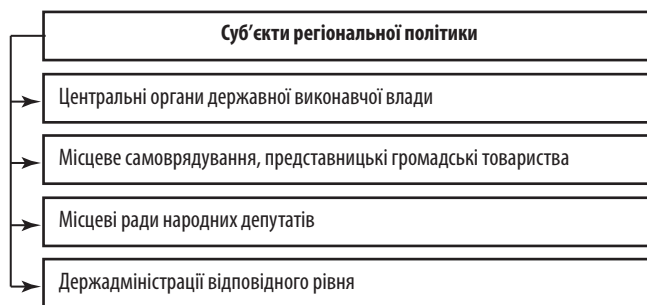 Суб’єкти регіональної політики
Центральні органи державної виконавчої влади
Місцеве самоврядування, представницькі громадські товариства
Місцеві ради народних депутатів
Держадміністрації відповідного рівня